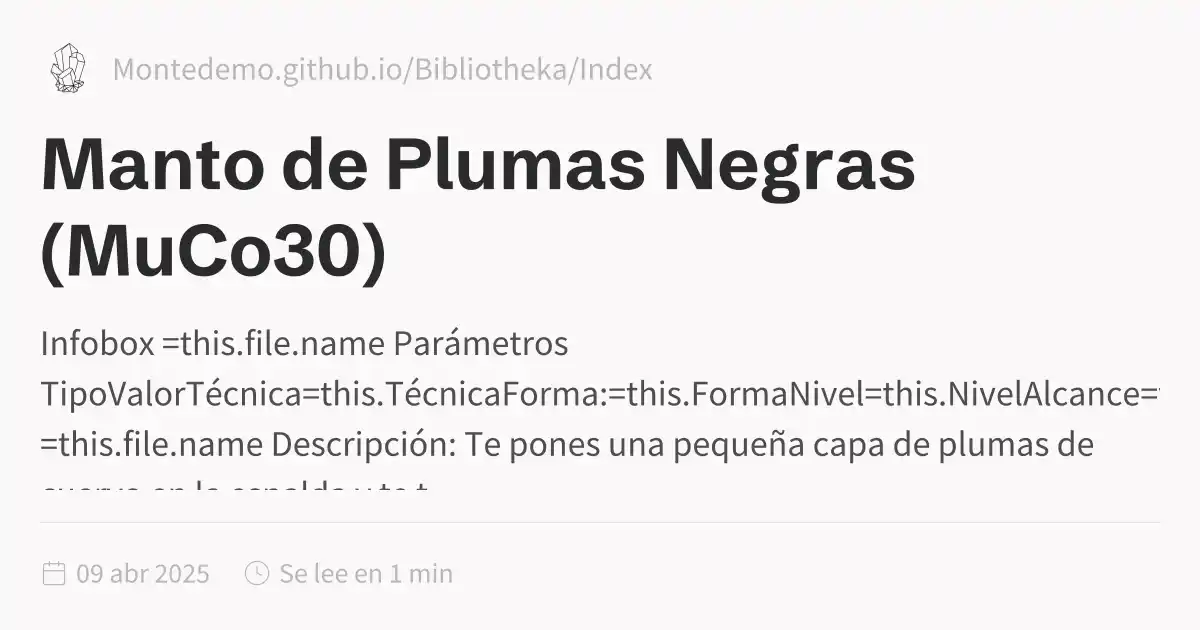 Montedemo.github.io/Bibliotheka/Index
Manto de Plumas Negras
(MuCo30)
Infobox =this.file.name Parámetros
TipoValorTécnica=this.TécnicaForma:=this.FormaNivel=this.NivelAlcance=
=this.file.name Descripción: Te pones una pequeña capa de plumas de
09 abr 2025
Se lee en 1 min